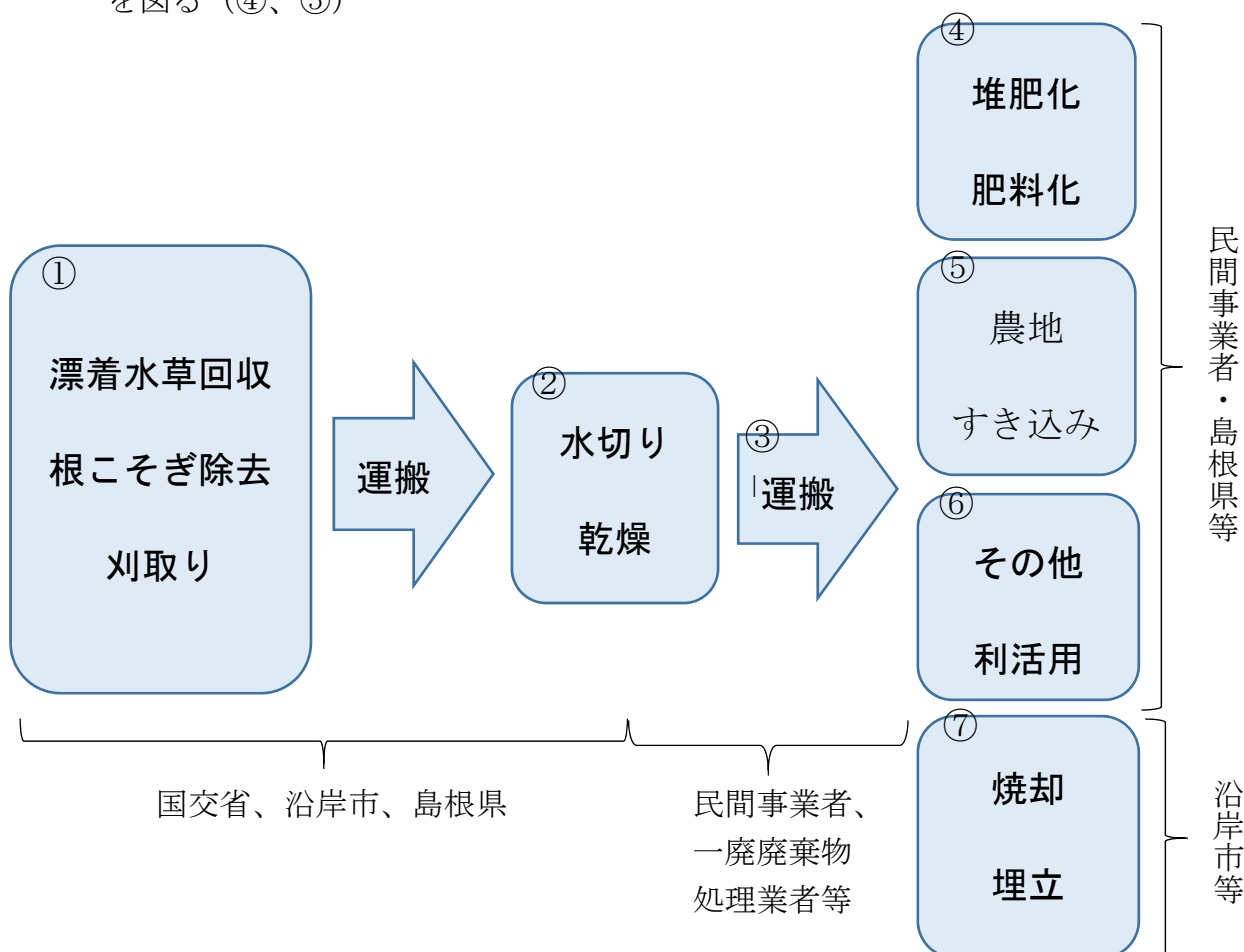 を図る（④、⑤）
①
漂着水草回収
根こそぎ除去
刈取り
運搬
②
水切り
乾燥
③
運搬
④
堆肥化
肥料化
⑤
農地
すき込み
⑥
その他
利活用
⑦
焼却
埋立
民間事業者・島根県等
沿岸市等
国交省、沿岸市、島根県
民間事業者、
一廃廃棄物
処理業者等